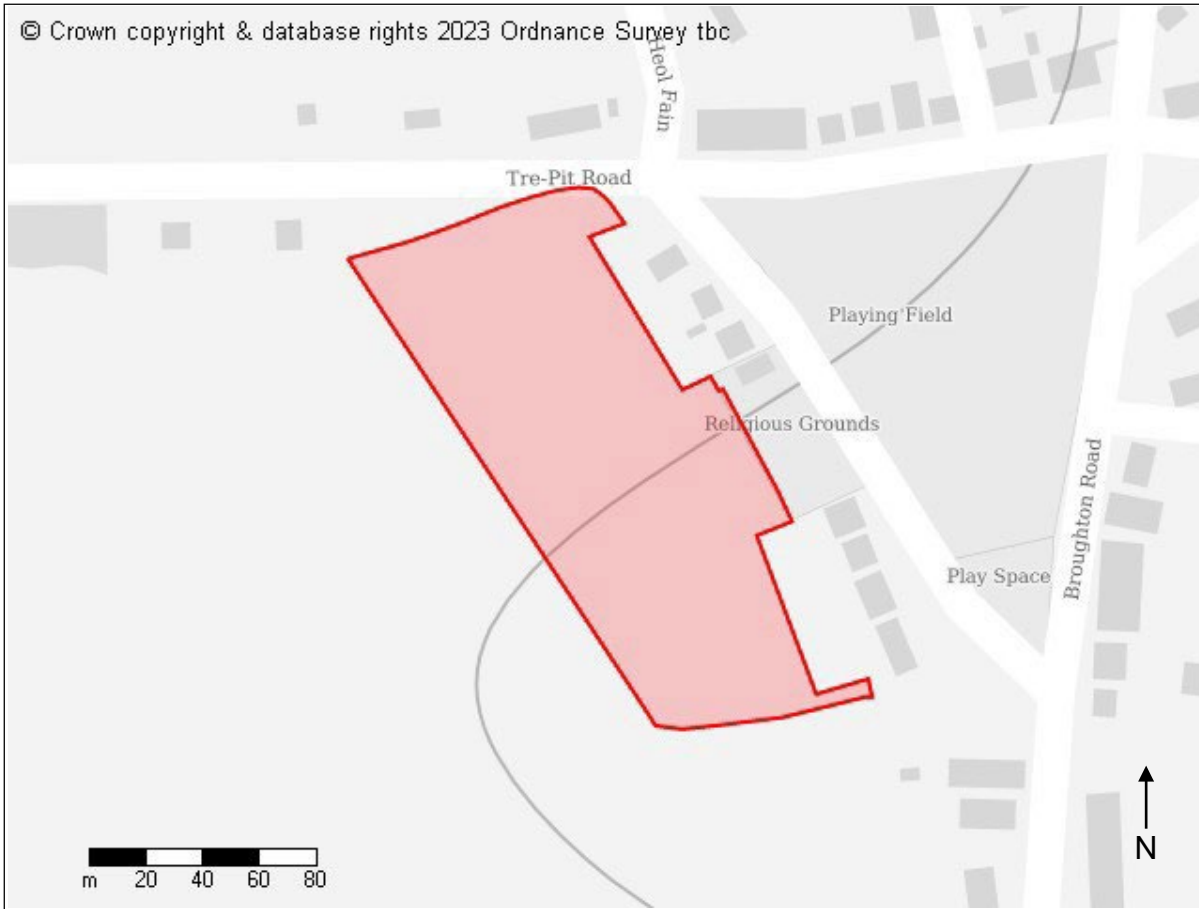 © Crown copyright & database rights 2023 Ordnance Survey tbc
Heol Fain
Tre-Pit Road
Playing Field
Religious Grounds
Broughton Road
Play Space
m 20 40 60 80
N